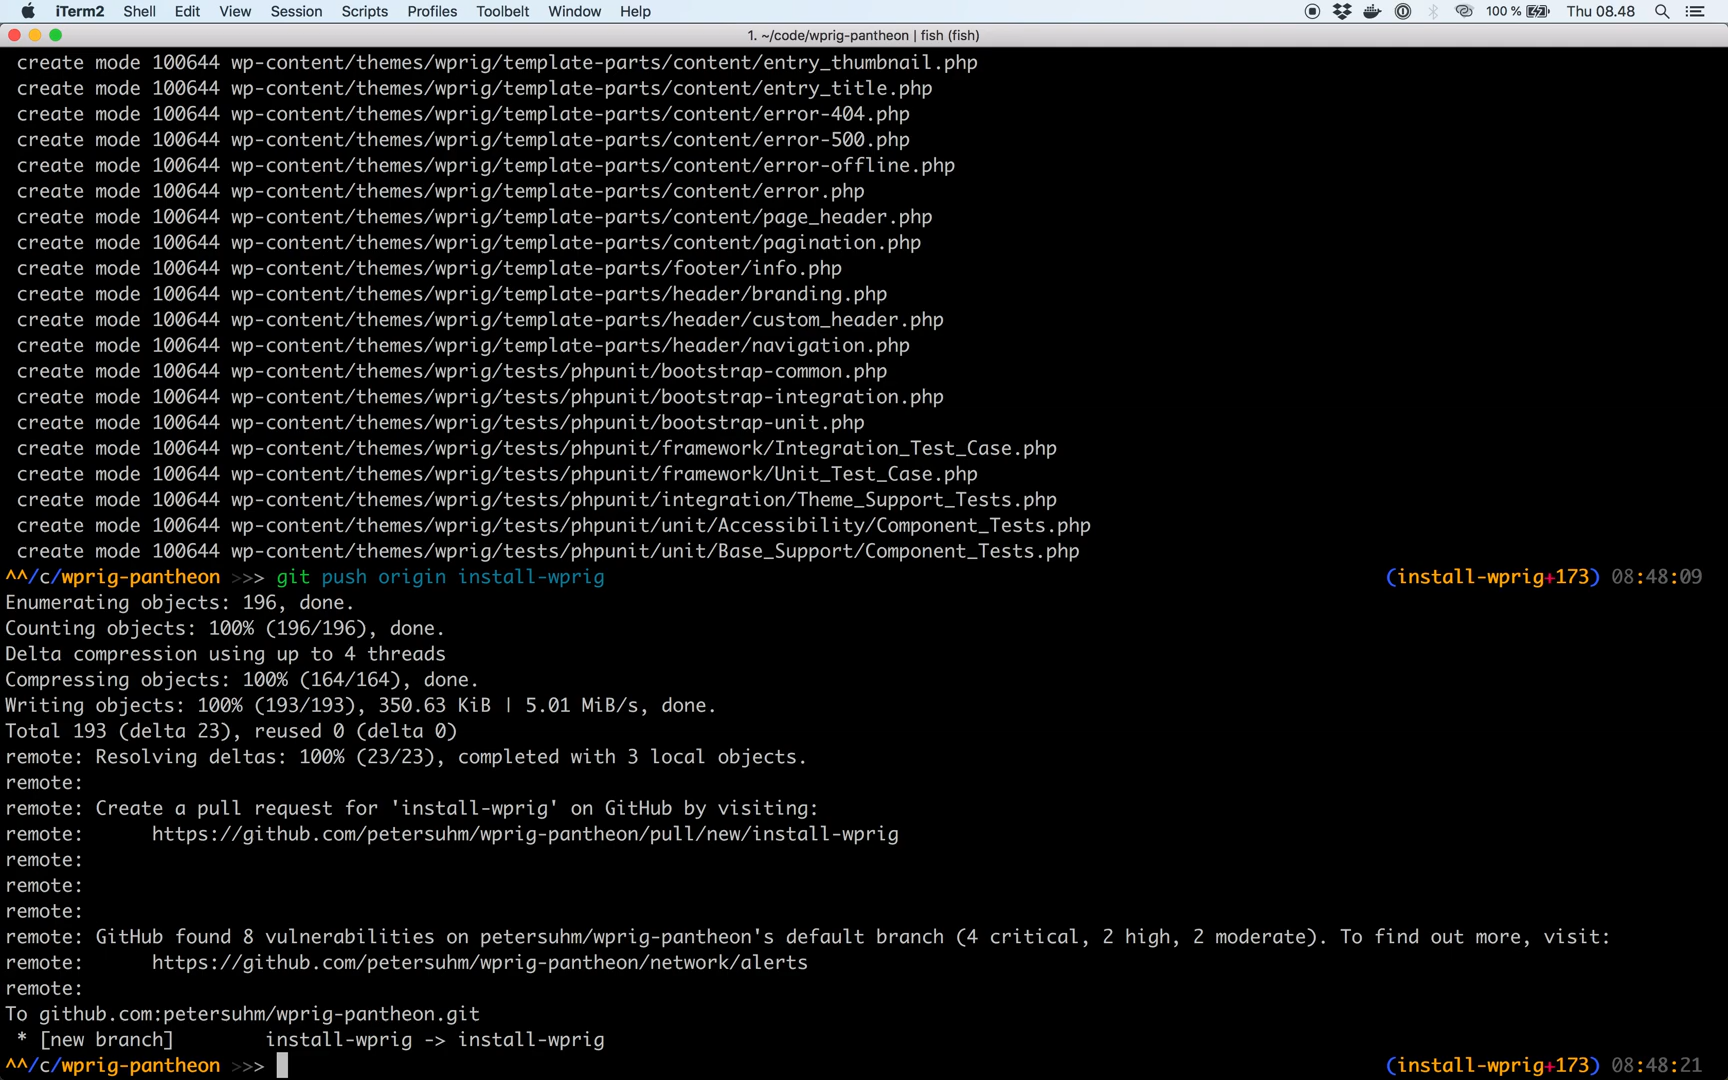 iTerm2 Shell Edit View Session Scripts Profiles Toolbelt Window Help 100 % Thu 08.48
1. ~/code/wprig-pantheon | fish (fish)
create mode 100644 wp-content/themes/wprig/template-parts/content/entry_thumbnail.php
create mode 100644 wp-content/themes/wprig/template-parts/content/entry_title.php
create mode 100644 wp-content/themes/wprig/template-parts/content/error-404.php
create mode 100644 wp-content/themes/wprig/template-parts/content/error-500.php
create mode 100644 wp-content/themes/wprig/template-parts/content/error-offline.php
create mode 100644 wp-content/themes/wprig/template-parts/content/error.php
create mode 100644 wp-content/themes/wprig/template-parts/content/page_header.php
create mode 100644 wp-content/themes/wprig/template-parts/content/pagination.php
create mode 100644 wp-content/themes/wprig/template-parts/footer/info.php
create mode 100644 wp-content/themes/wprig/template-parts/header/branding.php
create mode 100644 wp-content/themes/wprig/template-parts/header/custom_header.php
create mode 100644 wp-content/themes/wprig/template-parts/header/navigation.php
create mode 100644 wp-content/themes/wprig/tests/phpunit/bootstrap-common.php
create mode 100644 wp-content/themes/wprig/tests/phpunit/bootstrap-integration.php
create mode 100644 wp-content/themes/wprig/tests/phpunit/bootstrap-unit.php
create mode 100644 wp-content/themes/wprig/tests/phpunit/framework/Integration_Test_Case.php
create mode 100644 wp-content/themes/wprig/tests/phpunit/framework/Unit_Test_Case.php
create mode 100644 wp-content/themes/wprig/tests/phpunit/integration/Theme_Support_Tests.php
create mode 100644 wp-content/themes/wprig/tests/phpunit/unit/Accessibility/Component_Tests.php
create mode 100644 wp-content/themes/wprig/tests/phpunit/unit/Base_Support/Component_Tests.php
^^/c/wprig-pantheon >>> git push origin install-wprig (install-wprig+173) 08:48:09
Enumerating objects: 196, done.
Counting objects: 100% (196/196), done.
Delta compression using up to 4 threads
Compressing objects: 100% (164/164), done.
Writing objects: 100% (193/193), 350.63 KiB | 5.01 MiB/s, done.
Total 193 (delta 23), reused 0 (delta 0)
remote: Resolving deltas: 100% (23/23), completed with 3 local objects.
remote:
remote: Create a pull request for 'install-wprig' on GitHub by visiting:
remote:      https://github.com/petersuhm/wprig-pantheon/pull/new/install-wprig
remote:
remote:
remote:
remote: GitHub found 8 vulnerabilities on petersuhm/wprig-pantheon's default branch (4 critical, 2 high, 2 moderate). To find out more, visit:
remote:      https://github.com/petersuhm/wprig-pantheon/network/alerts
remote:
To github.com:petersuhm/wprig-pantheon.git
* [new branch]        install-wprig -> install-wprig
^^/c/wprig-pantheon >>> (install-wprig+173) 08:48:21